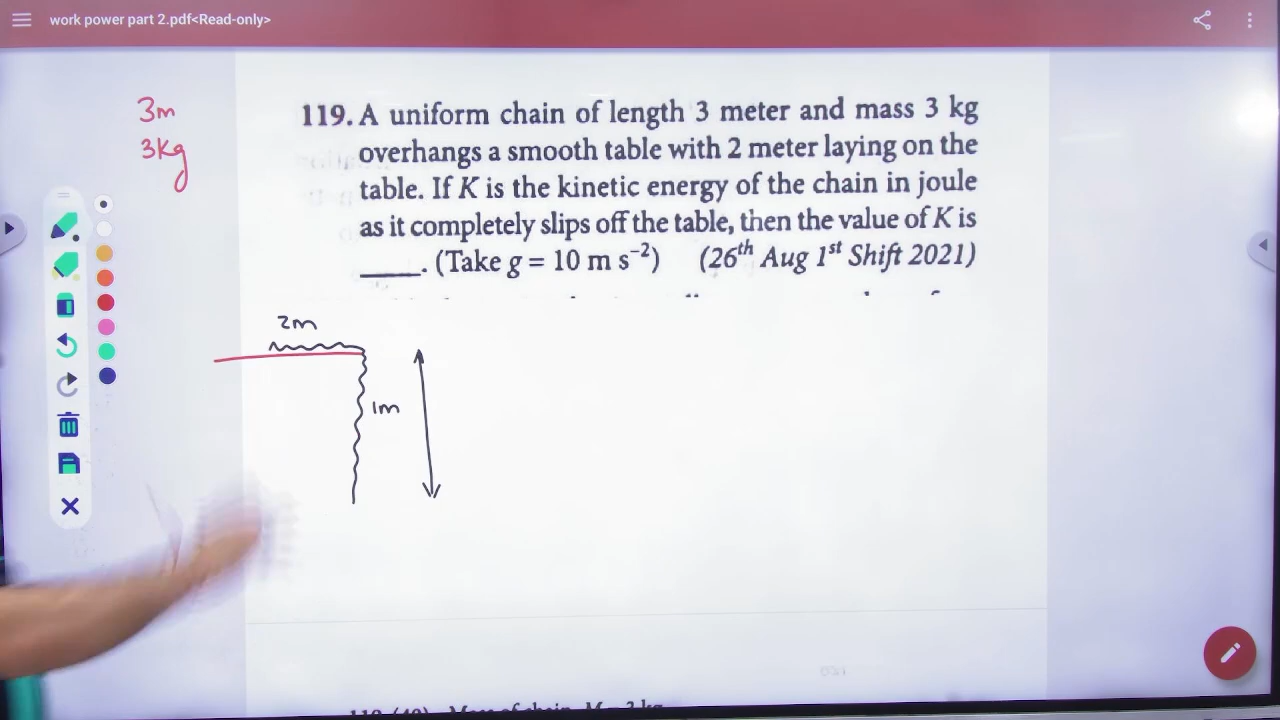 work power part 2.pdf<Read-only>
3m
3kg
119. A uniform chain of length 3 meter and mass 3 kg
overhangs a smooth table with 2 meter laying on the
table. If K is the kinetic energy of the chain in joule
as it completely slips off the table, then the value of K is
____. (Take g = 10 m s⁻²) (26th Aug 1st Shift 2021)
2m
1m